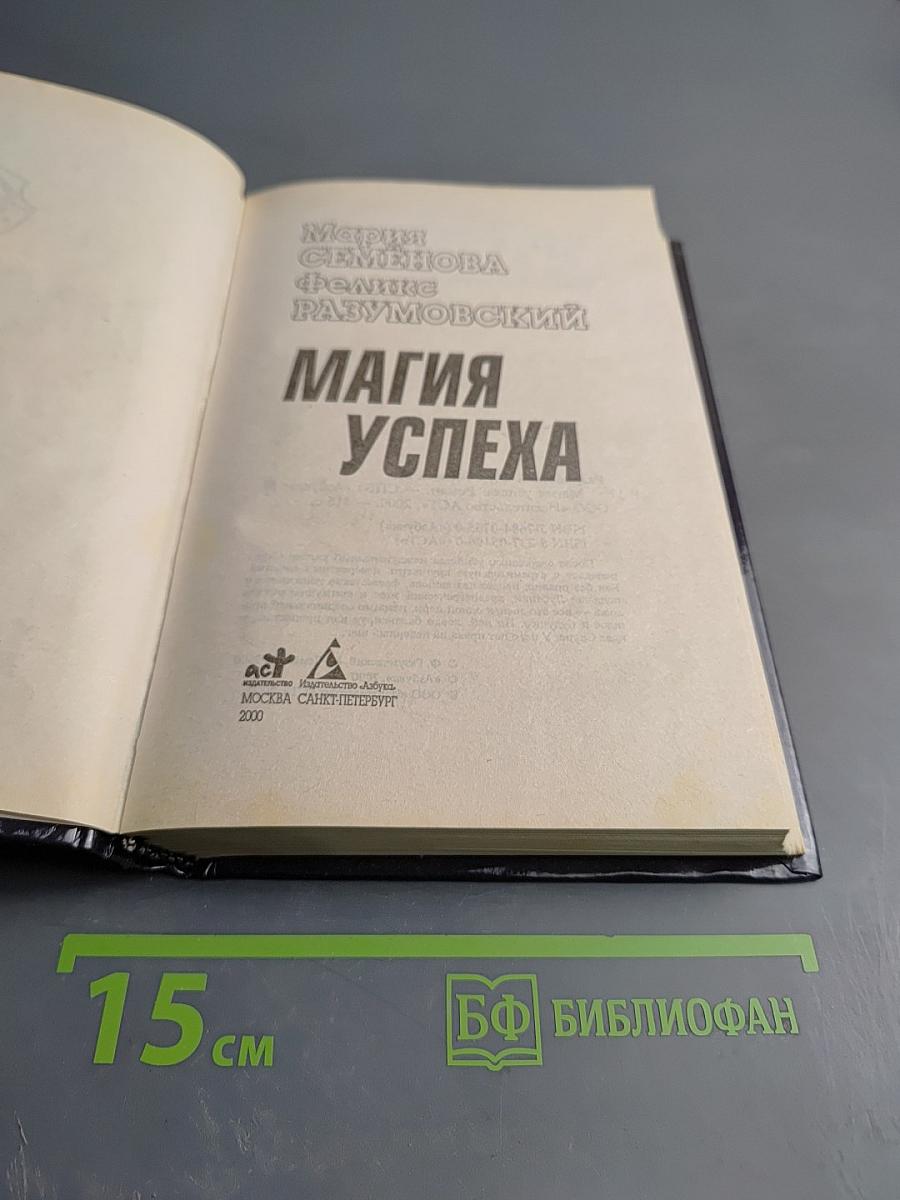 Мария
СЕМЁНОВА
Феликс
РАЗУМОВСКИЙ
МАГИЯ
УСПЕХА
аст
ИЗДАТЕЛЬСТВО
Издательство «Азбука»
МОСКВА САНКТ-ПЕТЕРБУРГ
2000
15 см
БФ БИБЛИОФАН